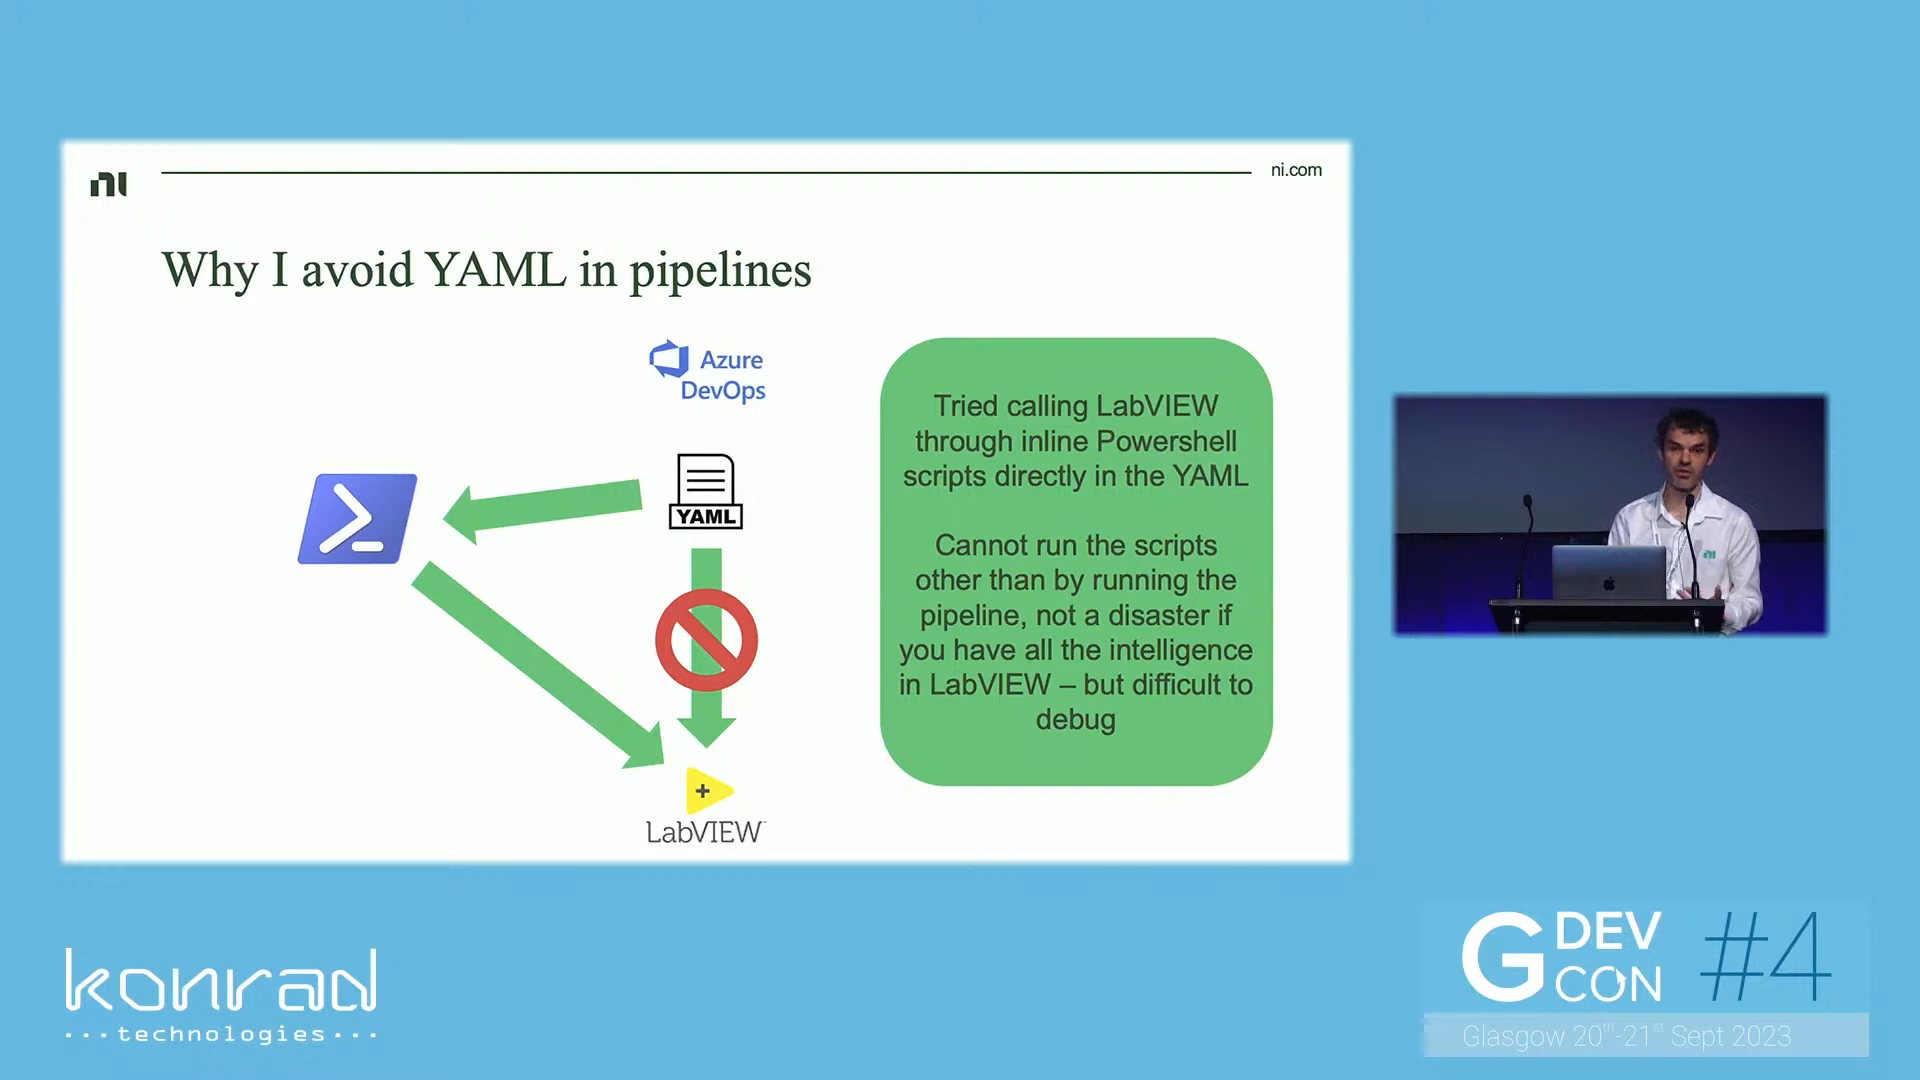 ni
ni.com
Why I avoid YAML in pipelines
Azure
DevOps
YAML
LabVIEW
Tried calling LabVIEW
through inline Powershell
scripts directly in the YAML
Cannot run the scripts
other than by running the
pipeline, not a disaster if
you have all the intelligence
in LabVIEW – but difficult to
debug
konrad
technologies
G DEV CON #4
Glasgow 20th-21st Sept 2023